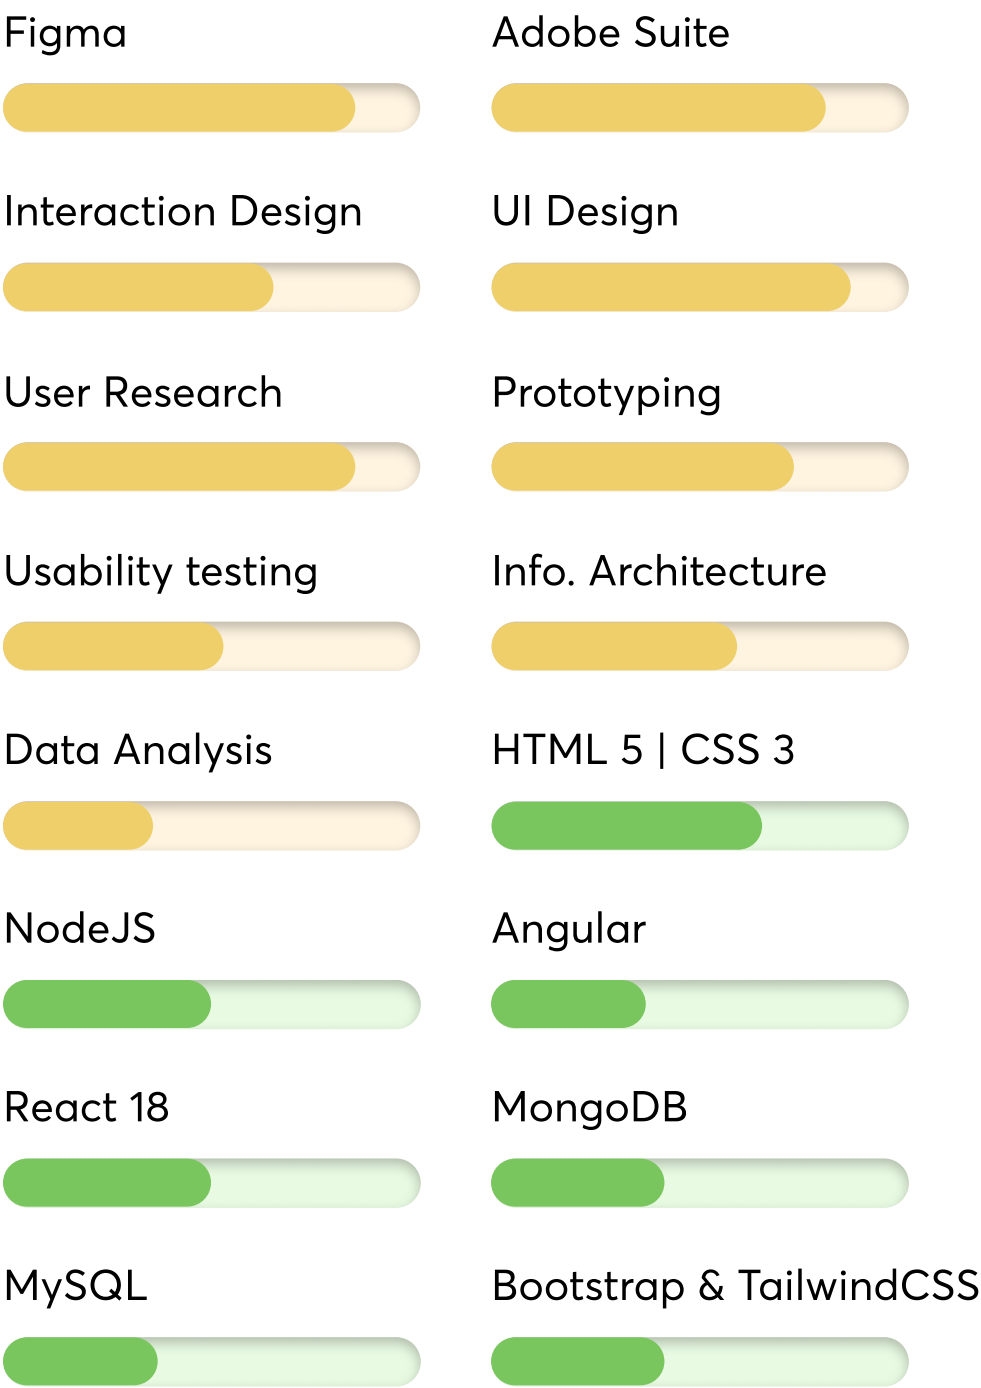 Figma
Adobe Suite
Interaction Design
UI Design
User Research
Prototyping
Usability testing
Info. Architecture
Data Analysis
HTML 5 | CSS 3
NodeJS
Angular
React 18
MongoDB
MySQL
Bootstrap & TailwindCSS